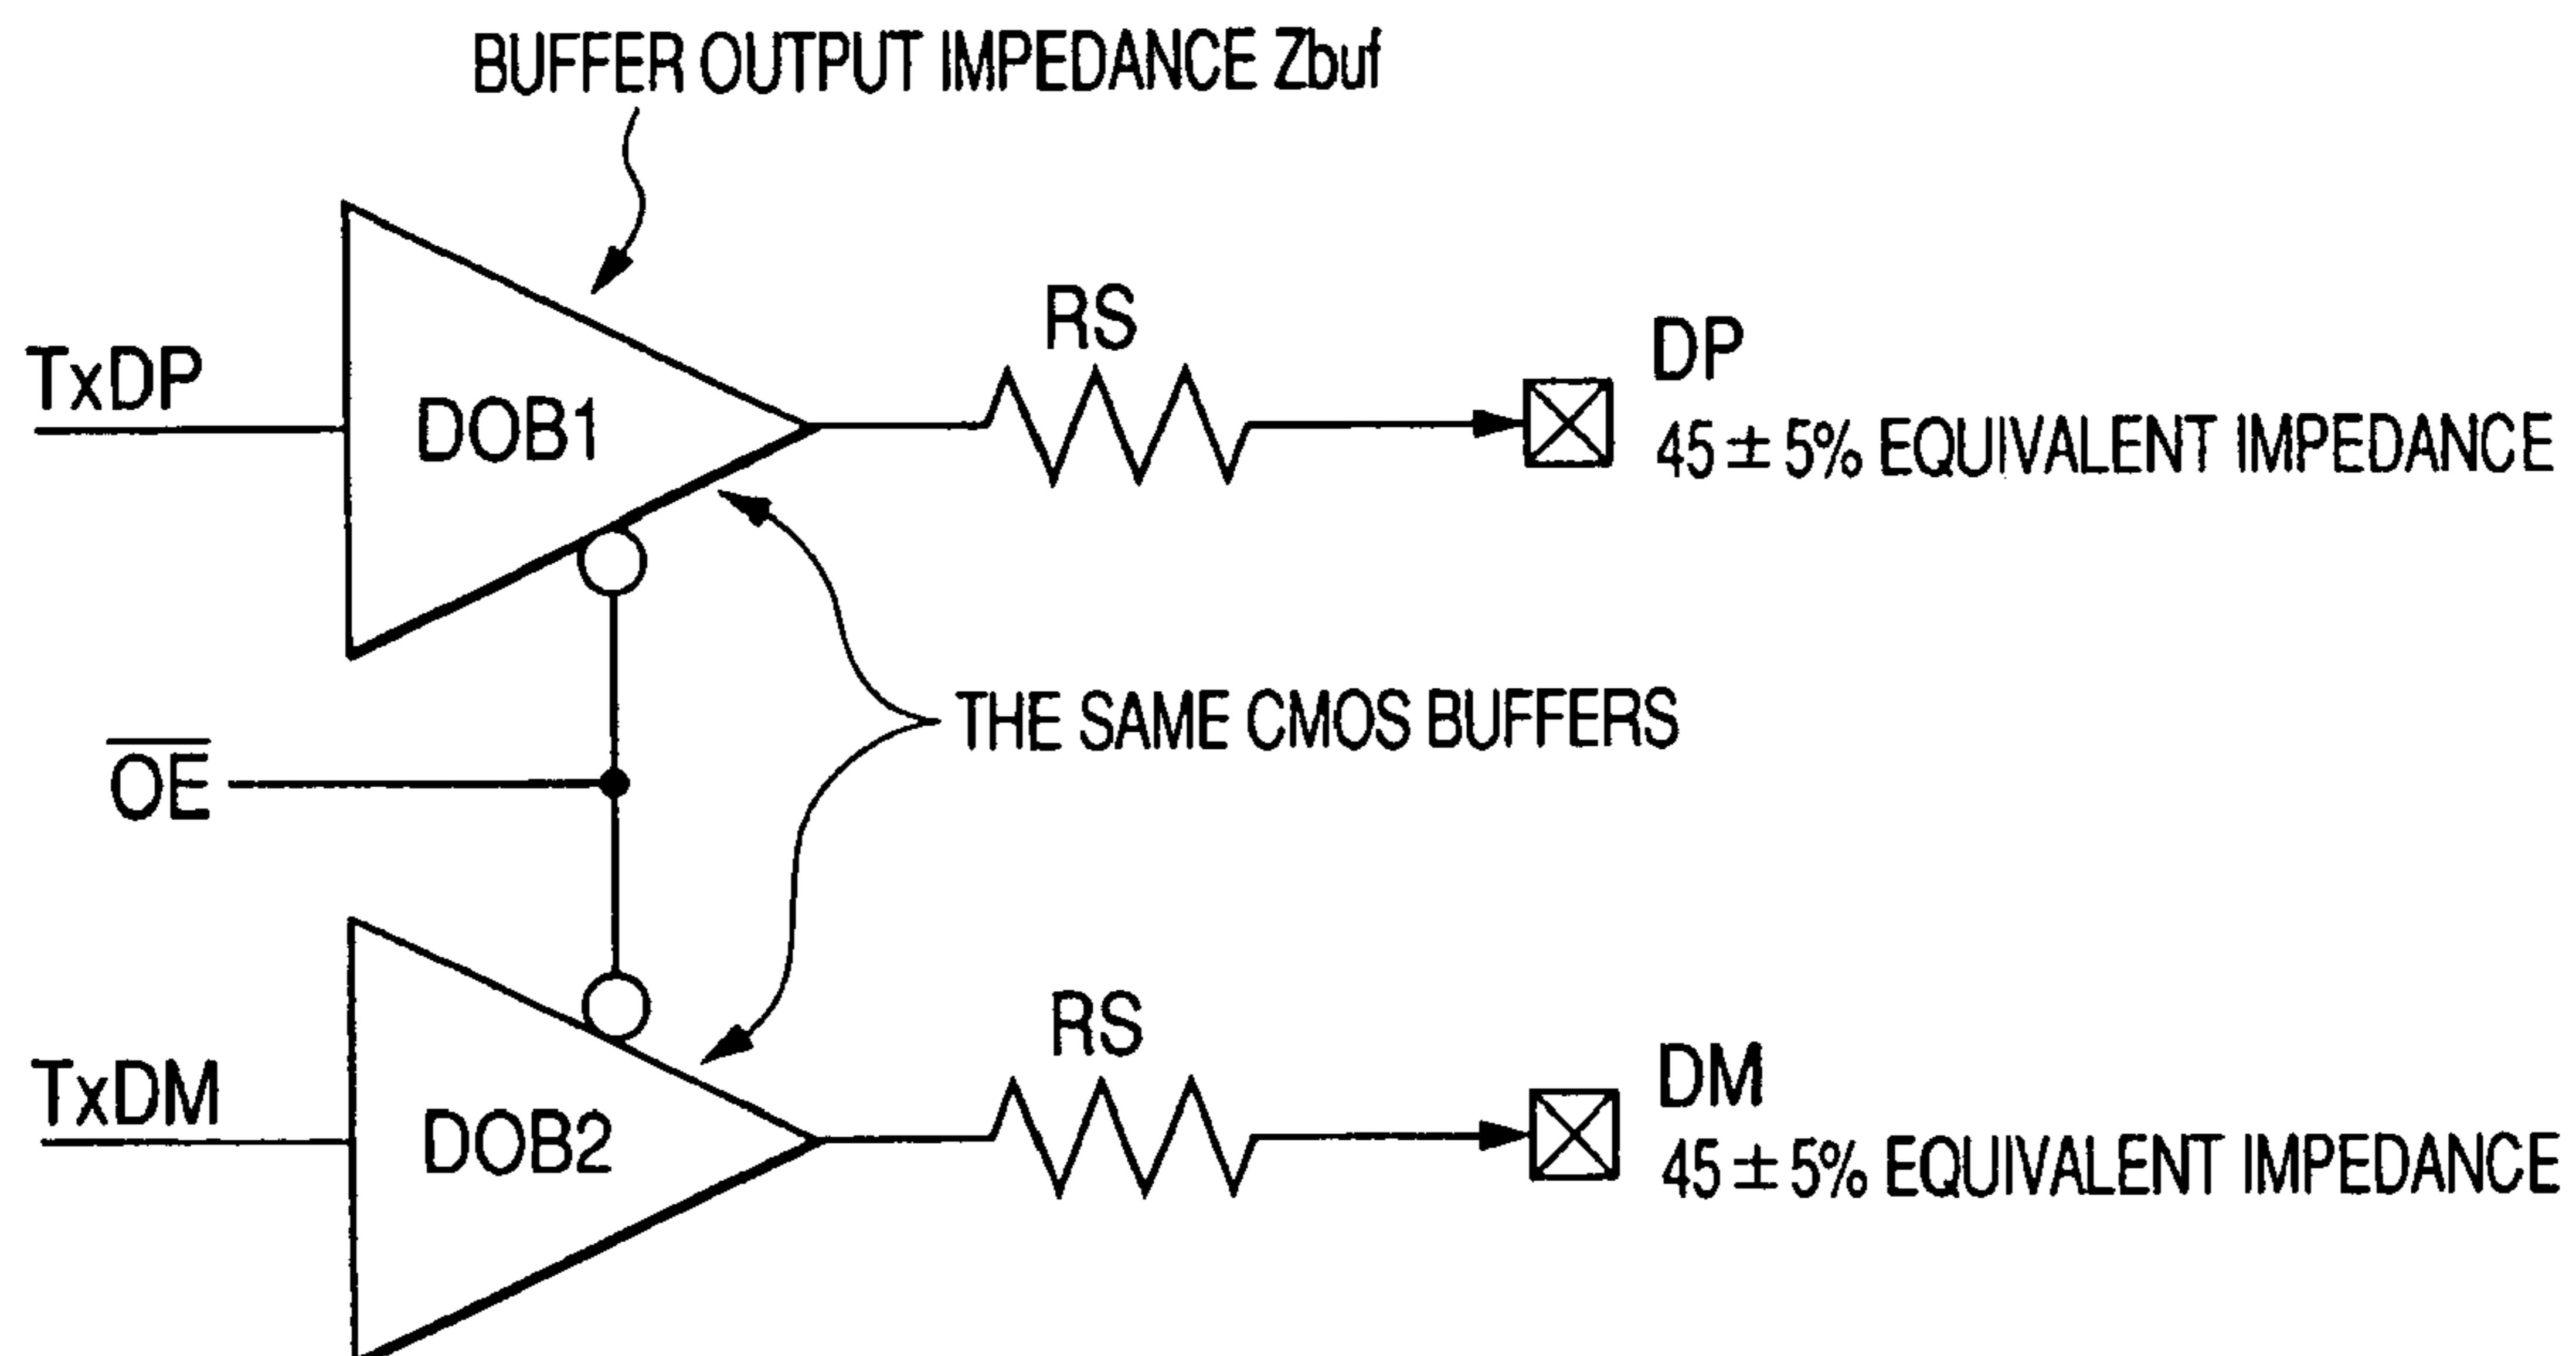 BUFFER OUTPUT IMPEDANCE Zbuf
RS
DP
TxDP
DOB1
45 ± 5% EQUIVALENT IMPEDANCE
THE SAME CMOS BUFFERS
O̅E̅
RS
DM
TxDM
DOB2
45 ± 5% EQUIVALENT IMPEDANCE